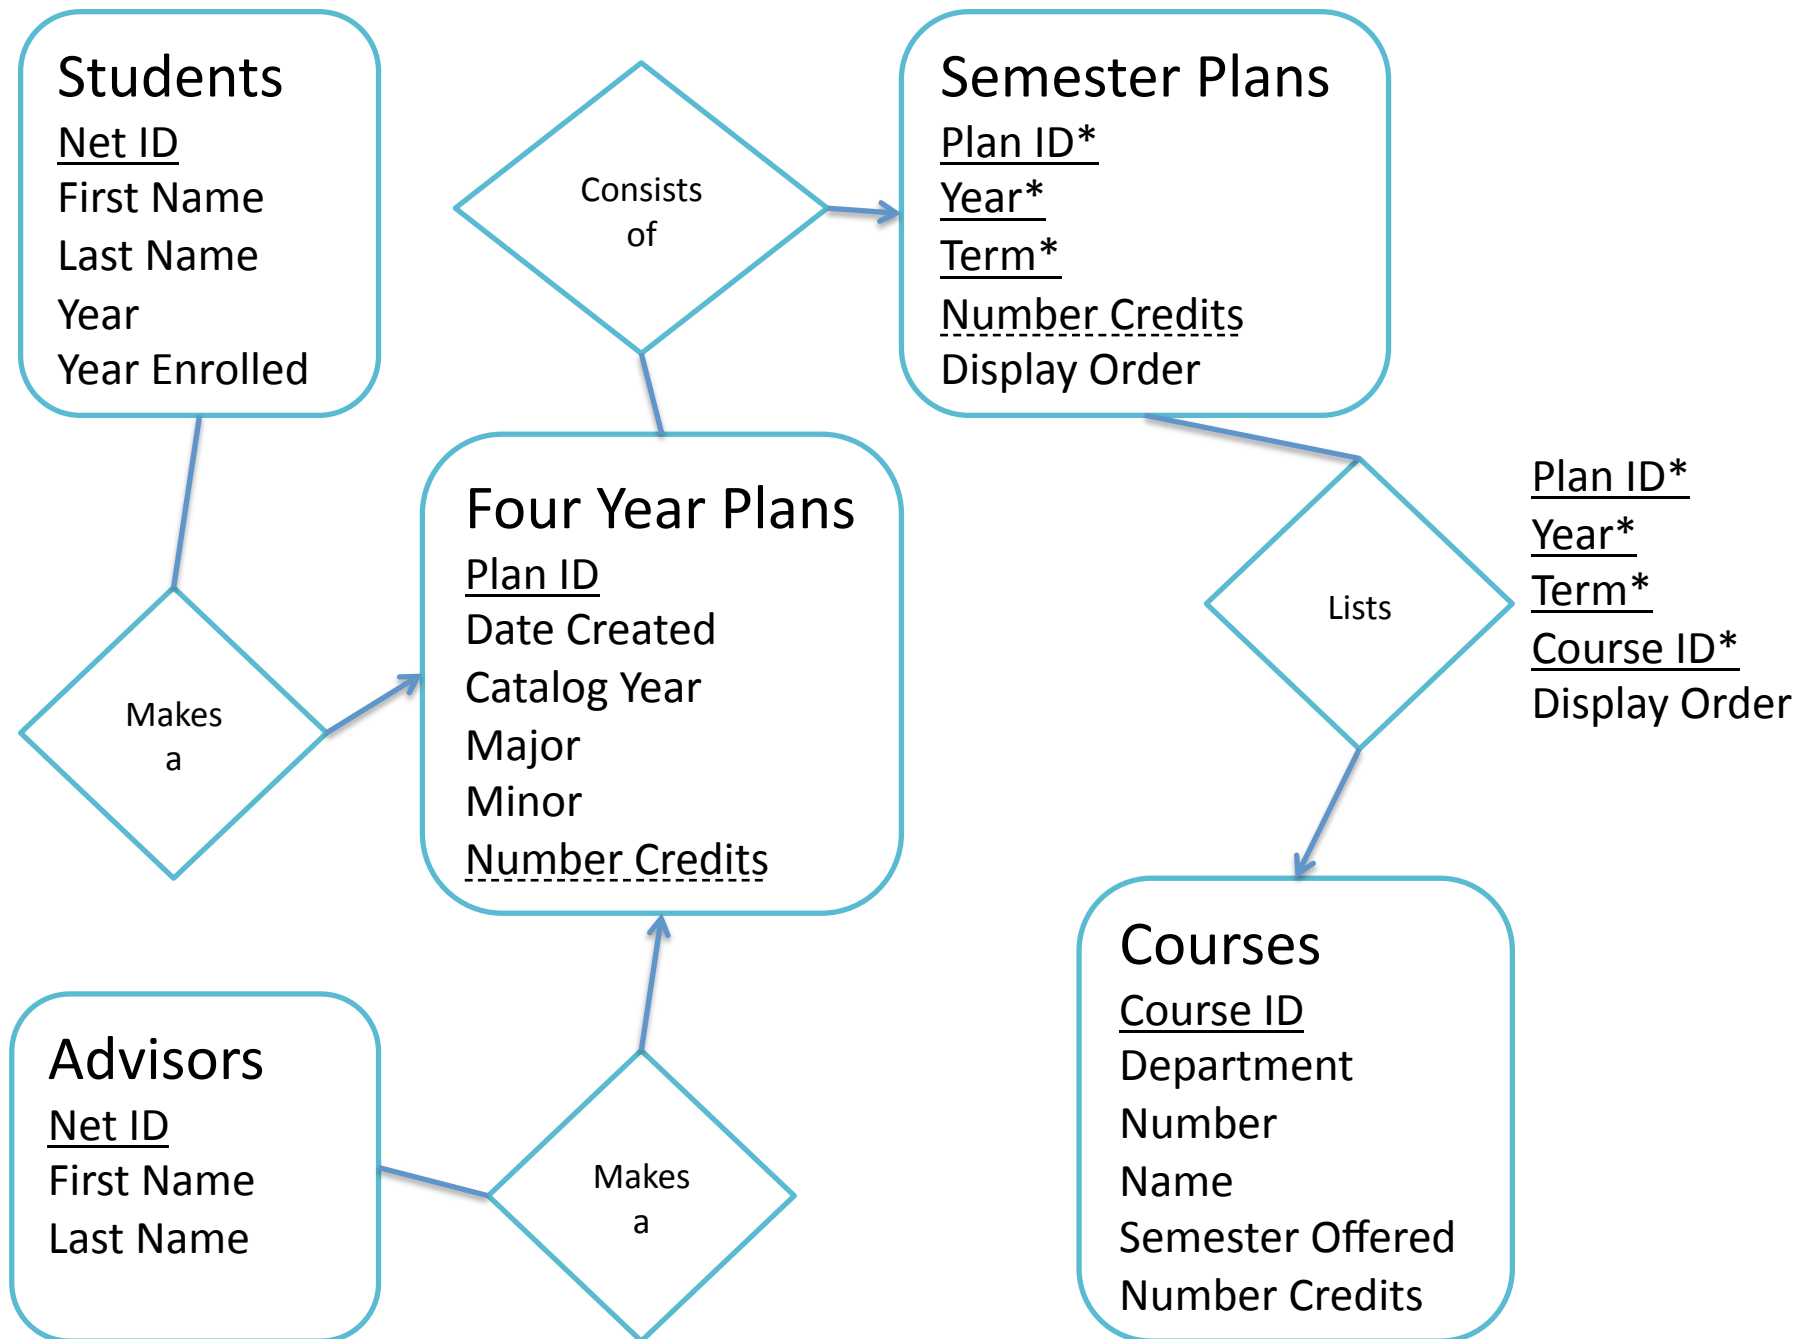 Students
Net ID
First Name
Last Name
Year
Year Enrolled
Consists
of
Semester Plans
Plan ID*
Year*
Term*
Number Credits
Display Order
Makes
a
Four Year Plans
Plan ID
Date Created
Catalog Year
Major
Minor
Number Credits
Lists
Plan ID*
Year*
Term*
Course ID*
Display Order
Advisors
Net ID
First Name
Last Name
Makes
a
Courses
Course ID
Department
Number
Name
Semester Offered
Number Credits